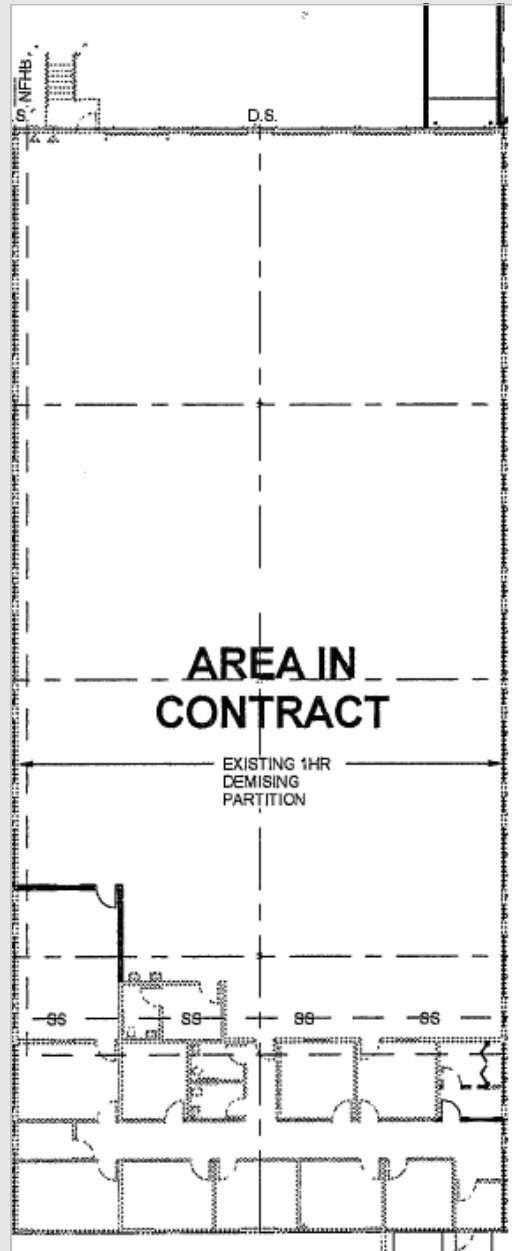 NFHB
S.
D.S.
AREA IN
CONTRACT
EXISTING 1HR
DEMISING
PARTITION
SS
SS
SS
SS